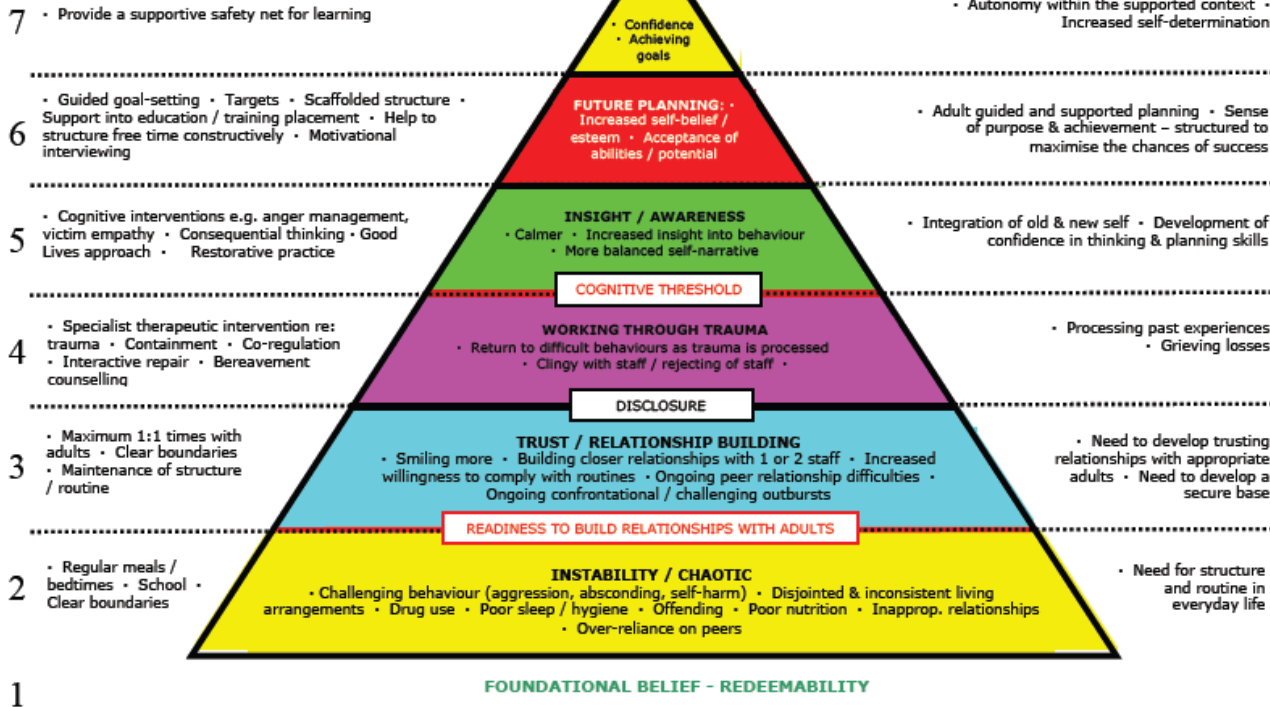 7
· Provide a supportive safety net for learning
· Confidence
· Achieving
goals
· Autonomy within the supported context ·
Increased self-determination
6
· Guided goal-setting · Targets · Scaffolded structure ·
Support into education / training placement · Help to
structure free time constructively · Motivational
interviewing
FUTURE PLANNING: ·
Increased self-belief /
esteem · Acceptance of
abilities / potential
· Adult guided and supported planning · Sense
of purpose & achievement – structured to
maximise the chances of success
5
· Cognitive interventions e.g. anger management,
victim empathy · Consequential thinking · Good
Lives approach · Restorative practice
INSIGHT / AWARENESS
· Calmer · Increased insight into behaviour
· More balanced self-narrative
· Integration of old & new self · Development of
confidence in thinking & planning skills
COGNITIVE THRESHOLD
4
· Specialist therapeutic intervention re:
trauma · Containment · Co-regulation
· Interactive repair · Bereavement
counselling
WORKING THROUGH TRAUMA
· Return to difficult behaviours as trauma is processed
· Clingy with staff / rejecting of staff ·
· Processing past experiences
· Grieving losses
DISCLOSURE
3
· Maximum 1:1 times with
adults · Clear boundaries
· Maintenance of structure
/ routine
TRUST / RELATIONSHIP BUILDING
· Smiling more · Building closer relationships with 1 or 2 staff · Increased
willingness to comply with routines · Ongoing peer relationship difficulties ·
Ongoing confrontational / challenging outbursts
· Need to develop trusting
relationships with appropriate
adults · Need to develop a
secure base
READINESS TO BUILD RELATIONSHIPS WITH ADULTS
2
· Regular meals /
bedtimes · School ·
Clear boundaries
INSTABILITY / CHAOTIC
· Challenging behaviour (aggression, absconding, self-harm) · Disjointed & inconsistent living
arrangements · Drug use · Poor sleep / hygiene · Offending · Poor nutrition · Inapprop. relationships
· Over-reliance on peers
· Need for structure
and routine in
everyday life
1
FOUNDATIONAL BELIEF - REDEEMABILITY